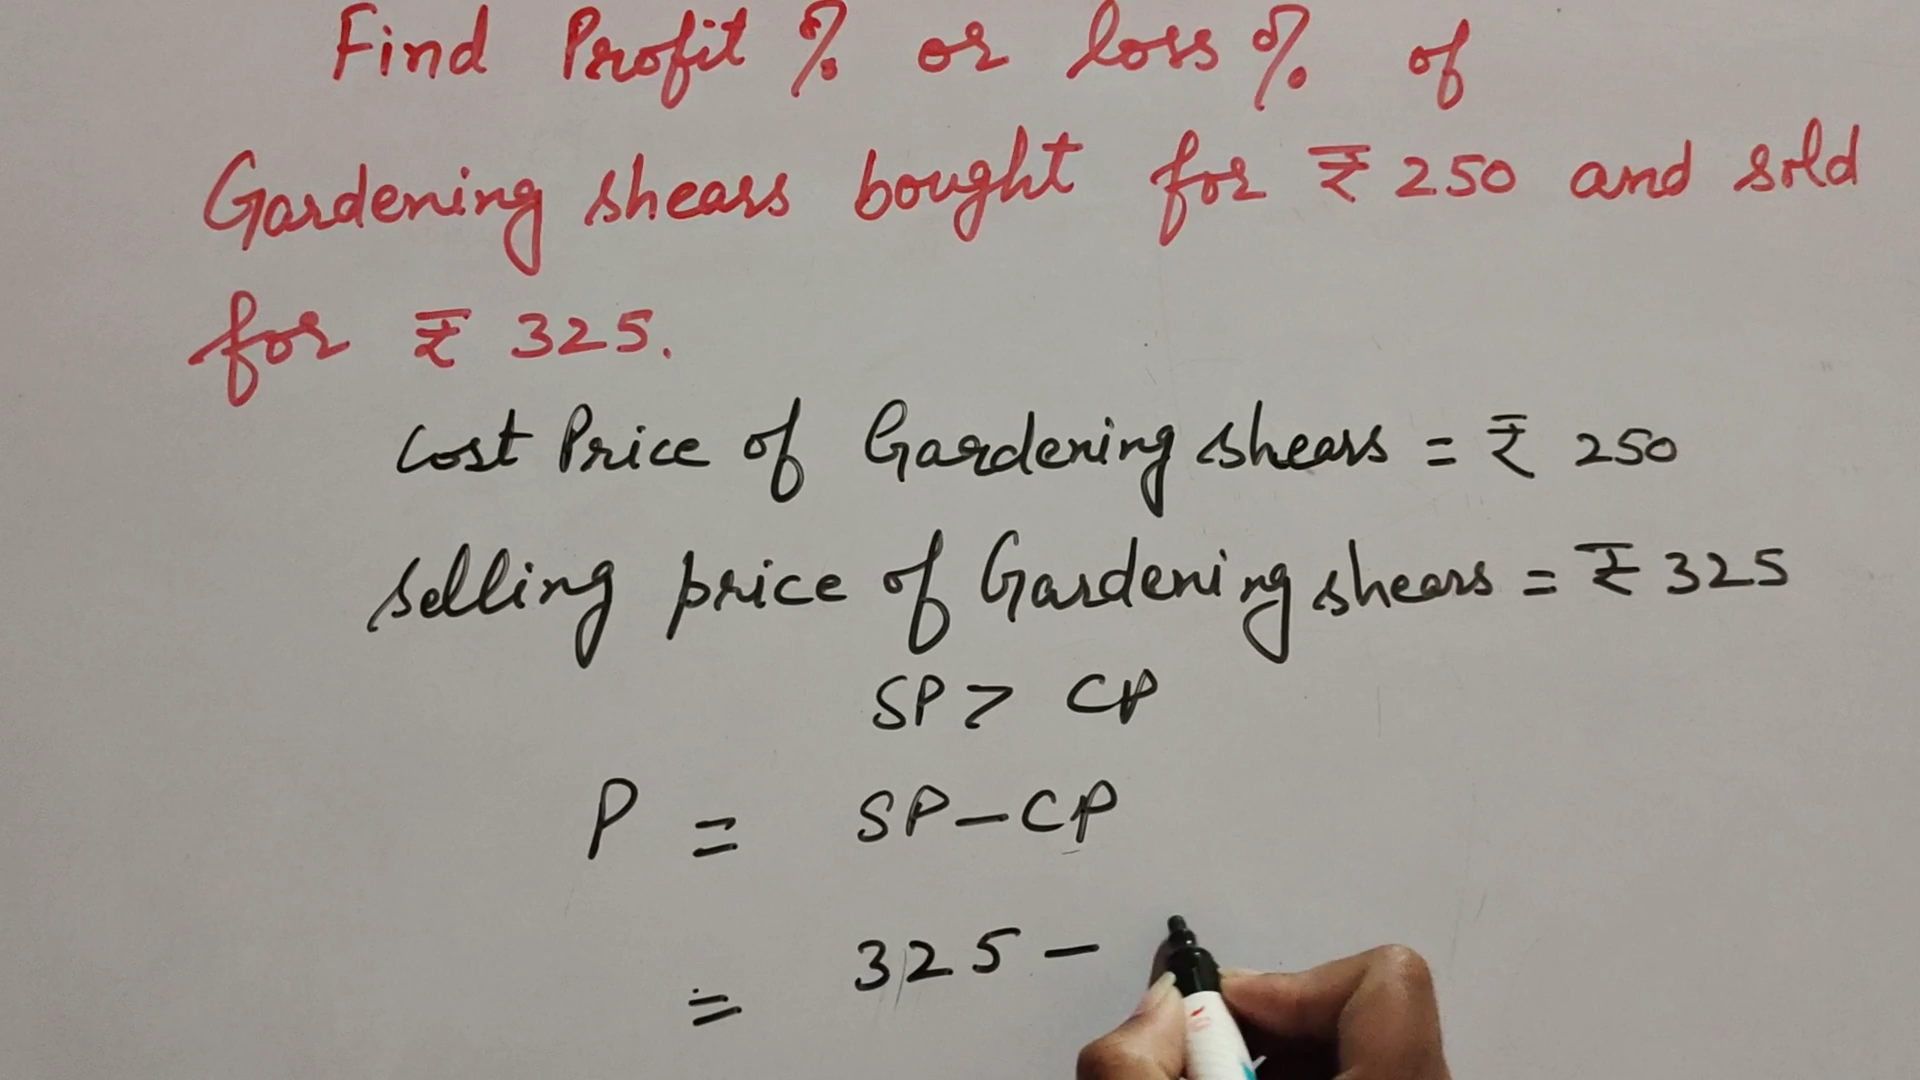 Find Profit % or loss % of
Gardening shears bought for ₹ 250 and sold
for ₹ 325.
Cost Price of Gardening shears = ₹ 250
Selling price of Gardening shears = ₹ 325
SP > CP
P = SP - CP
= 325 -